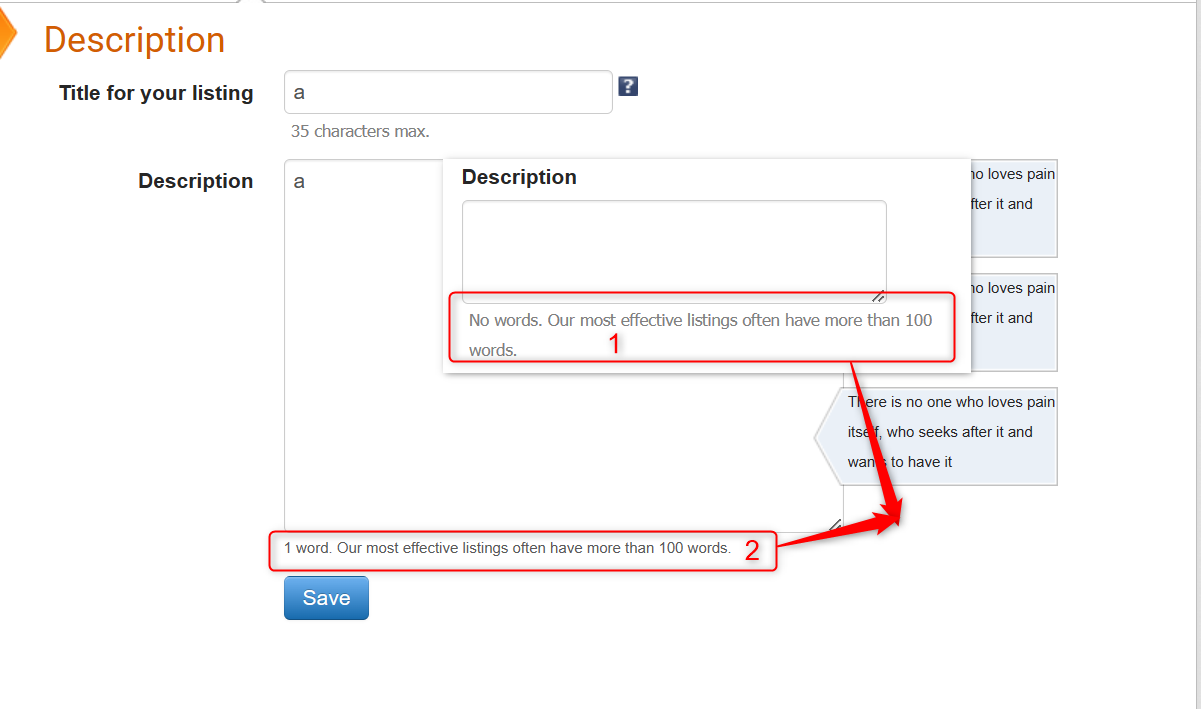 Description
Title for your listing
a
?
35 characters max.
Description
a
Description
No words. Our most effective listings often have more than 100
words.
1
no loves pain
fter it and
no loves pain
fter it and
There is no one who loves pain
itself, who seeks after it and
wants to have it
1 word. Our most effective listings often have more than 100 words.
2
Save